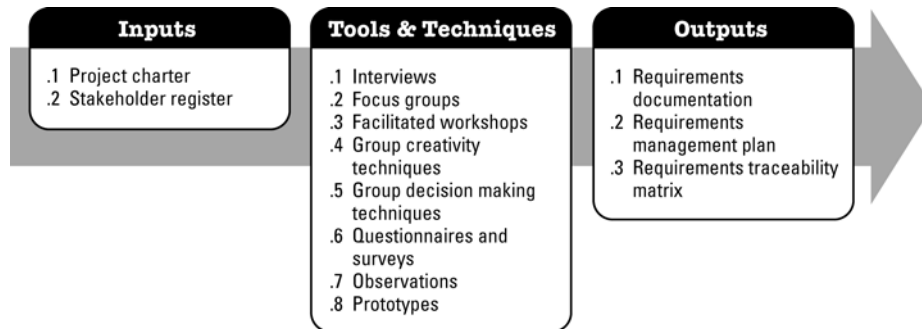 Inputs
.1 Project charter
.2 Stakeholder register
Tools & Techniques
.1 Interviews
.2 Focus groups
.3 Facilitated workshops
.4 Group creativity
techniques
.5 Group decision making
techniques
.6 Questionnaires and
surveys
.7 Observations
.8 Prototypes
Outputs
.1 Requirements
documentation
.2 Requirements
management plan
.3 Requirements traceability
matrix